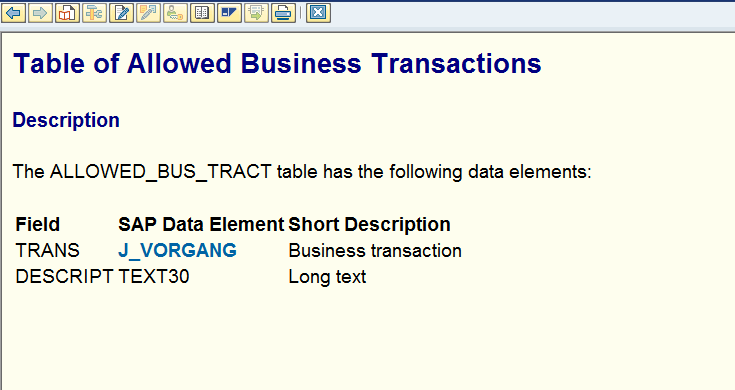 Table of Allowed Business Transactions
Description
The ALLOWED_BUS_TRACT table has the following data elements:
Field SAP Data Element Short Description
TRANS J_VORGANG Business transaction
DESCRIPT TEXT30 Long text